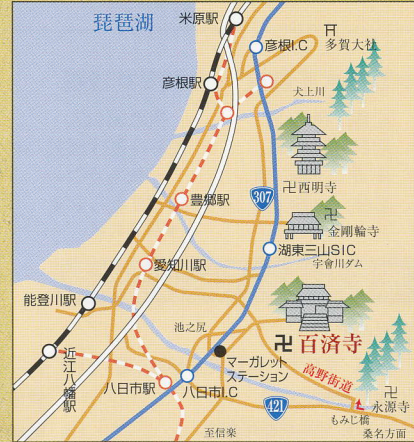 米原駅
琵琶湖
彦根I.C
多賀大社
彦根駅
犬上川
卍西明寺
豊郷駅
307
卍
金剛輪寺
湖東三山SIC
愛知川駅
宇曾川ダム
能登川駅
池之尻
卍百済寺
近江八幡駅
マーガレット
ステーション
高野街道
八日市駅
八日市I.C
421
卍
永源寺
もみじ橋
至信楽
桑名方面